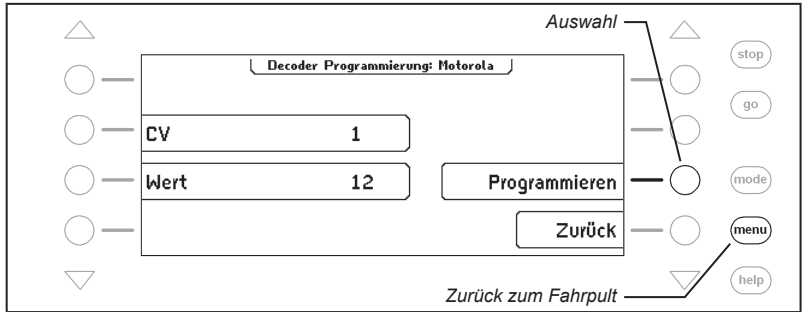 Auswahl
stop
Decoder Programmierung: Motorola
go
CV 1
Wert 12
Programmieren
mode
Zurück
menu
help
Zurück zum Fahrpult